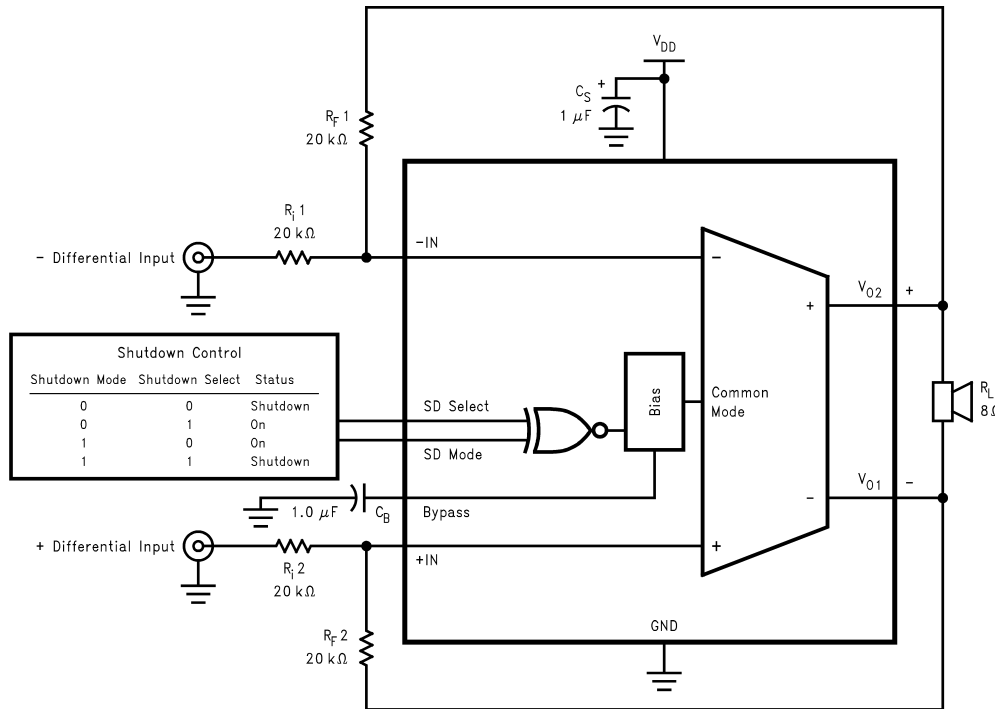 V_DD
C_S +
1 μF
R_F 1
20 kΩ
R_i 1
20 kΩ
- Differential Input
-IN
-
+
V_O2
+
Shutdown Control
Shutdown Mode Shutdown Select Status
0 0 Shutdown
0 1 On
1 0 On
1 1 Shutdown
SD Select
SD Mode
Bias
Common
Mode
R_L
8Ω
1.0 μF
C_B
Bypass
-
V_O1
-
+ Differential Input
R_i 2
20 kΩ
+IN
+
R_F 2
20 kΩ
GND